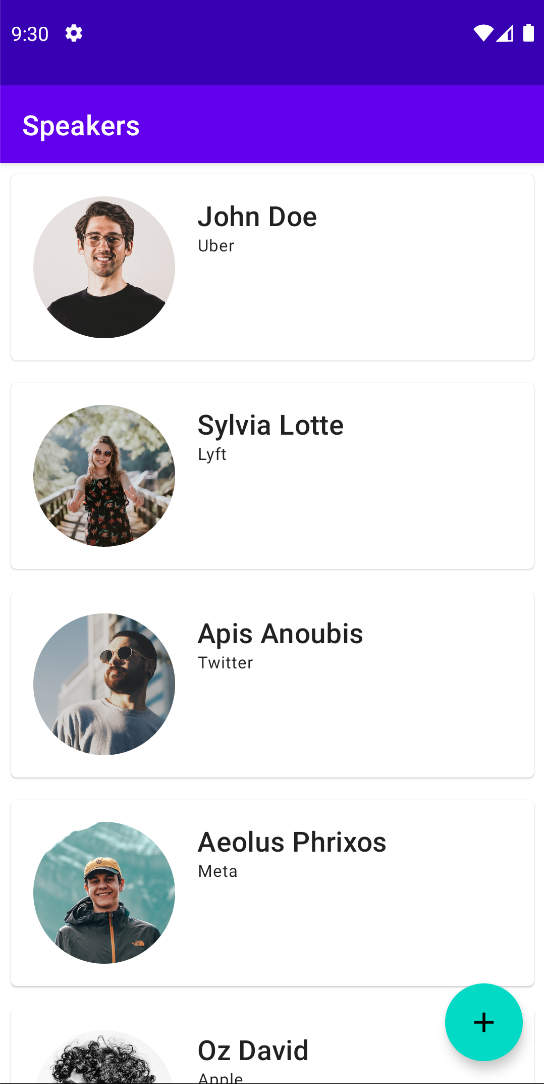 9:30
Speakers
John Doe
Uber
Sylvia Lotte
Lyft
Apis Anoubis
Twitter
Aeolus Phrixos
Meta
Oz David
Apple